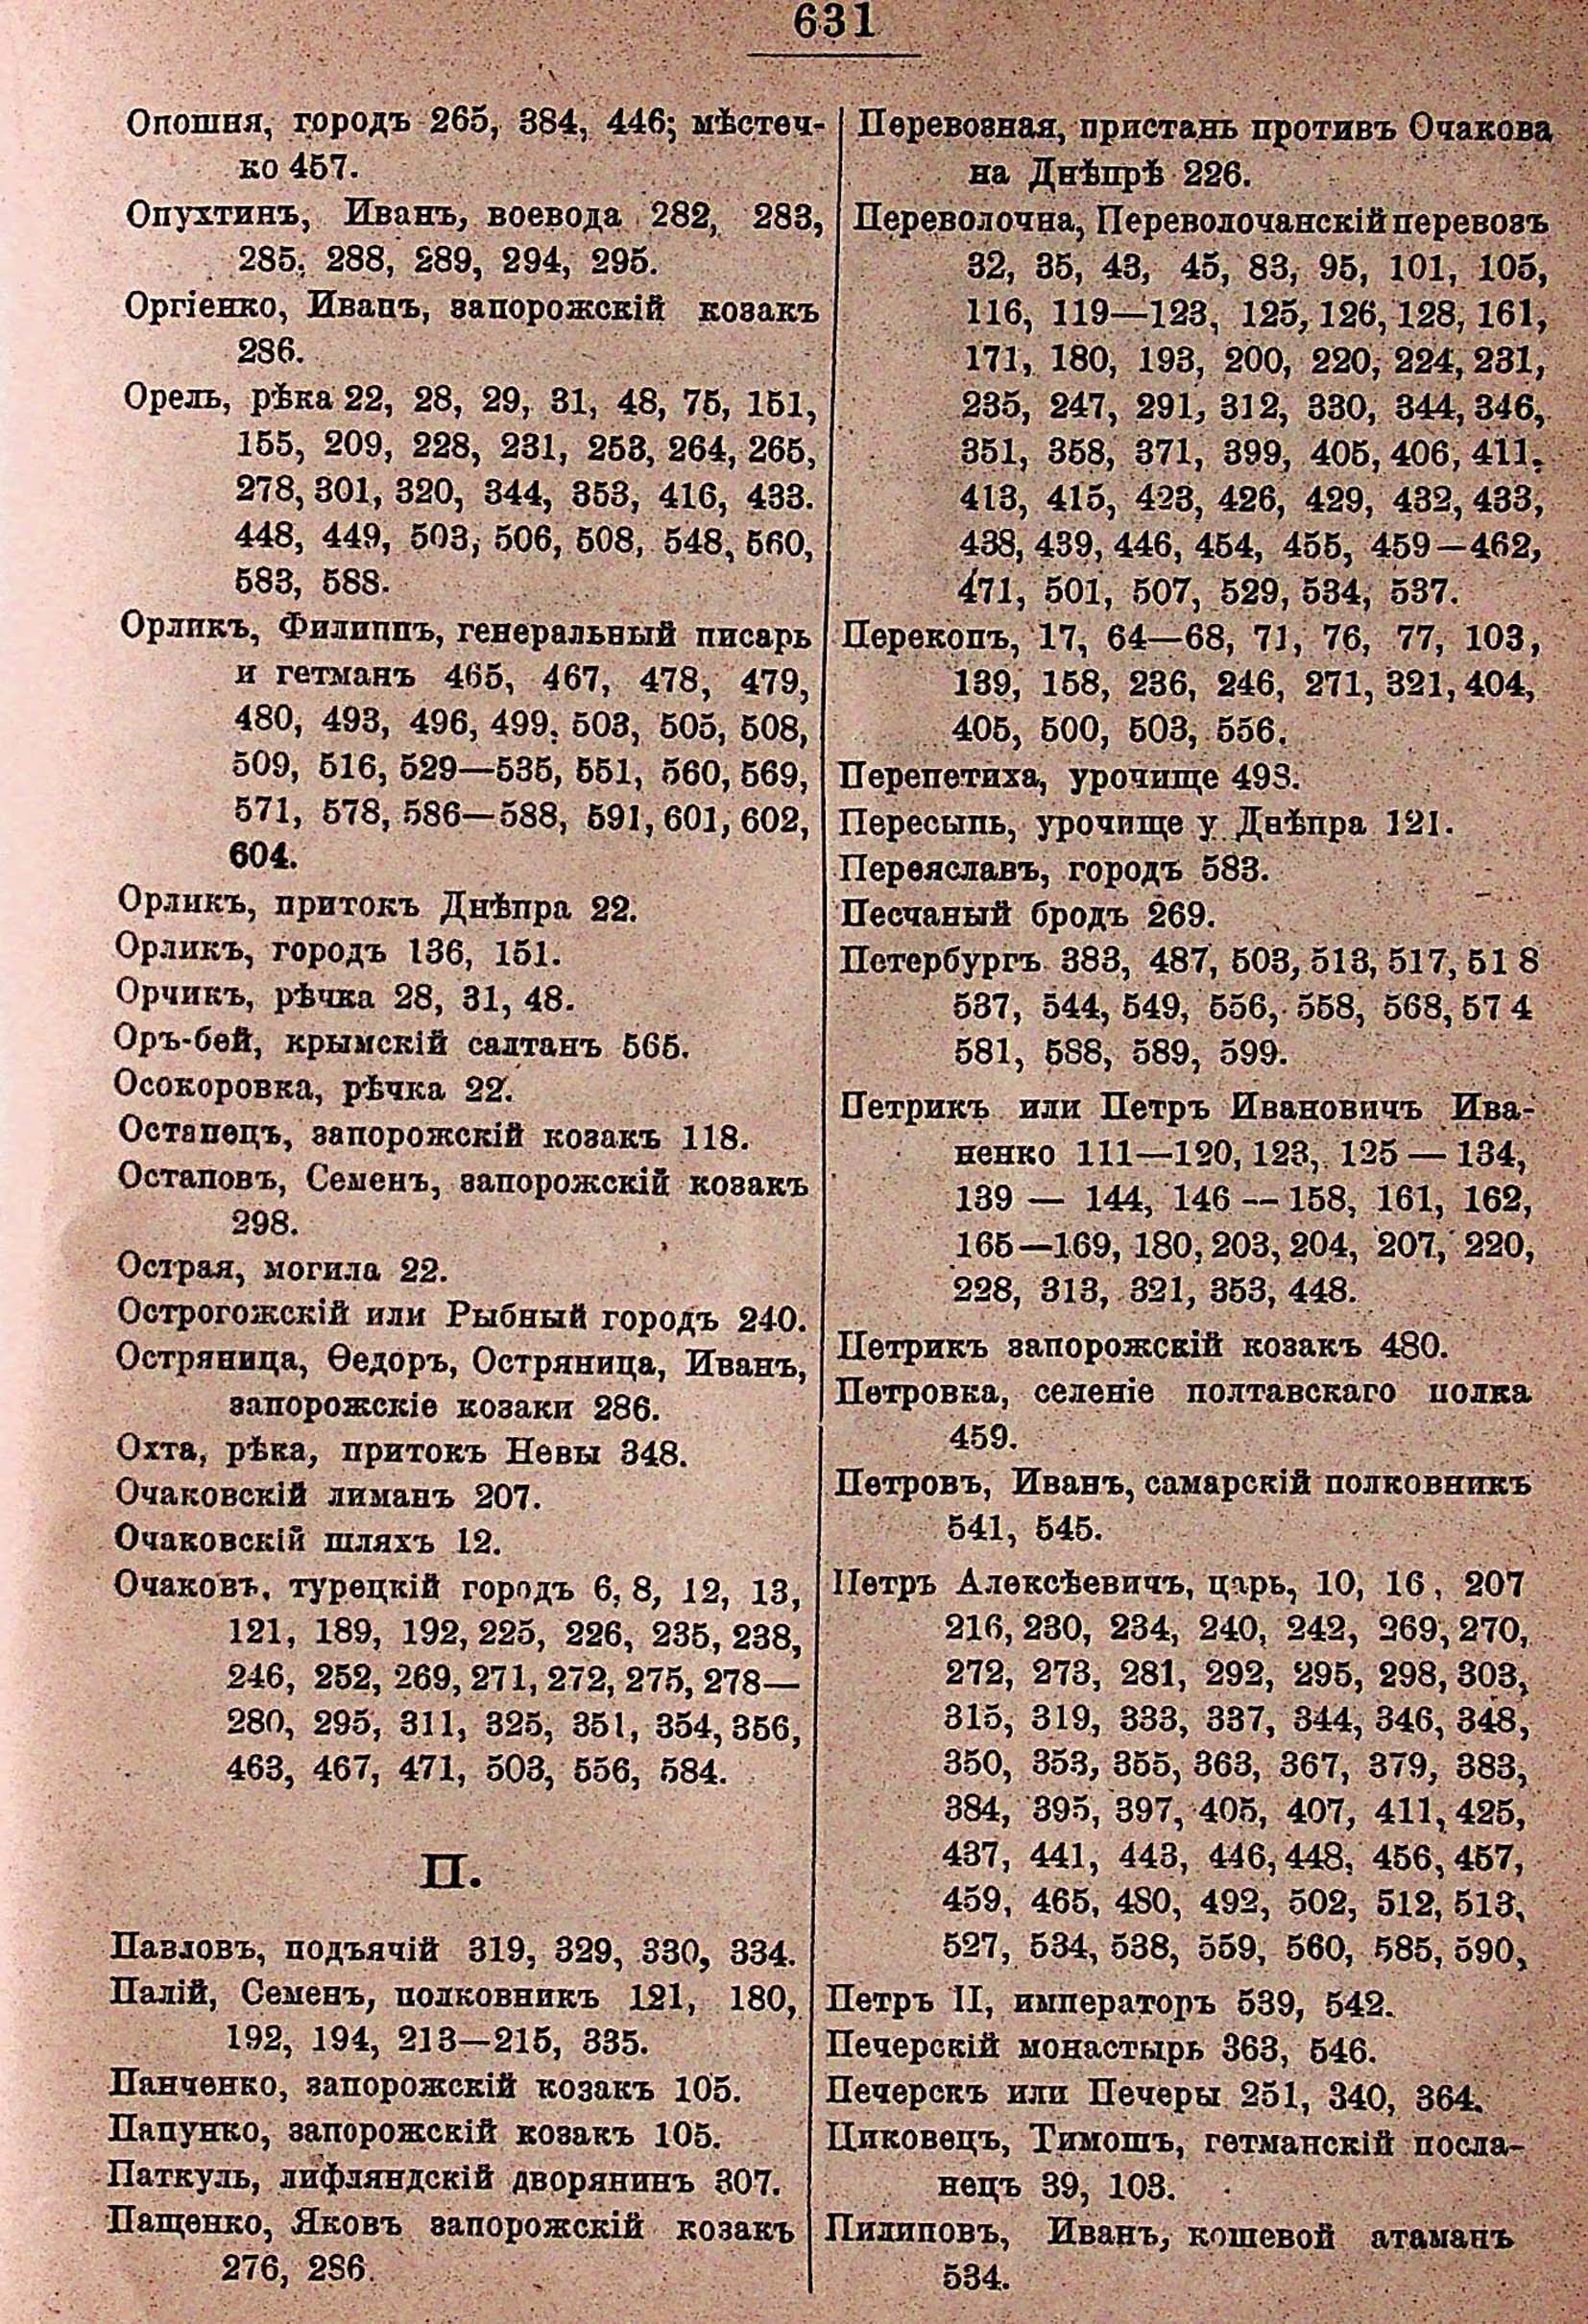 631
Опошня, городъ 265, 384, 446; мѣстеч-
ко 457.
Опухтинъ, Иванъ, воевода 282, 283,
285, 288, 289, 294, 295.
Оргіенко, Иванъ, запорожскій козакъ
286.
Орель, рѣка 22, 28, 29, 31, 48, 75, 151,
155, 209, 228, 231, 253, 264, 265,
278, 301, 320, 344, 353, 416, 433.
448, 449, 503, 506, 508, 548, 560,
583, 588.
Орликъ, Филиппъ, генеральный писарь
и гетманъ 465, 467, 478, 479,
480, 493, 496, 499, 503, 505, 508,
509, 516, 529—535, 551, 560, 569,
571, 578, 586—588, 591, 601, 602,
604.
Орликъ, притокъ Днѣпра 22.
Орликъ, городъ 136, 151.
Орчикъ, рѣчка 28, 31, 48.
Оръ-бей, крымскій салтанъ 565.
Осокоровка, рѣчка 22.
Остапецъ, запорожскій козакъ 118.
Остаповъ, Семенъ, запорожскій козакъ
298.
Острая, могила 22.
Острогожскій или Рыбный городъ 240.
Остряница, Ѳедоръ, Остряница, Иванъ,
запорожскіе козаки 286.
Охта, рѣка, притокъ Невы 348.
Очаковскій лиманъ 207.
Очаковскій шляхъ 12.
Очаковъ, турецкій городъ 6, 8, 12, 13,
121, 189, 192, 225, 226, 235, 238,
246, 252, 269, 271, 272, 275, 278—
280, 295, 311, 325, 351, 354, 356,
463, 467, 471, 503, 556, 584.
П.
Павловъ, подъячій 319, 329, 330, 334.
Палій, Семенъ, полковникъ 121, 180,
192, 194, 213—215, 335.
Панченко, запорожскій козакъ 105.
Папунко, запорожскій козакъ 105.
Паткуль, лифляндскій дворянинъ 307.
Пащенко, Яковъ запорожскій козакъ
276, 286.
Перевозная, пристань противъ Очакова
на Днѣпрѣ 226.
Переволочна, Переволочанскій перевозъ
32, 35, 43, 45, 83, 95, 101, 105,
116, 119—123, 125, 126, 128, 161,
171, 180, 193, 200, 220, 224, 231,
235, 247, 291, 312, 330, 344, 346,
351, 358, 371, 399, 405, 406, 411,
413, 415, 423, 426, 429, 432, 433,
438, 439, 446, 454, 455, 459—462,
471, 501, 507, 529, 534, 537.
Перекопъ, 17, 64—68, 71, 76, 77, 103,
139, 158, 236, 246, 271, 321, 404,
405, 500, 503, 556.
Перепетиха, урочище 493.
Пересыпь, урочище у Днѣпра 121.
Переяславъ, городъ 583.
Песчаный бродъ 269.
Петербургъ 383, 487, 503, 513, 517, 518
537, 544, 549, 556, 558, 568, 574
581, 588, 589, 599.
Петрикъ или Петръ Ивановичъ Ива-
ненко 111—120, 123, 125 — 134,
139 — 144, 146 — 158, 161, 162,
165—169, 180, 203, 204, 207, 220,
228, 313, 321, 353, 448.
Петрикъ запорожскій козакъ 480.
Петровка, селеніе полтавскаго полка
459.
Петровъ, Иванъ, самарскій полковникъ
541, 545.
Петръ Алексѣевичъ, царь, 10, 16, 207
216, 230, 234, 240, 242, 269, 270,
272, 273, 281, 292, 295, 298, 303,
315, 319, 333, 337, 344, 346, 348,
350, 353, 355, 363, 367, 379, 383,
384, 395, 397, 405, 407, 411, 425,
437, 441, 443, 446, 448, 456, 457,
459, 465, 480, 492, 502, 512, 513,
527, 534, 538, 559, 560, 585, 590,
Петръ II, императоръ 539, 542.
Печерскій монастырь 363, 546.
Печерскъ или Печеры 251, 340, 364.
Пиковецъ, Тимошъ, гетманскій посла-
нецъ 39, 103.
Пилиповъ, Иванъ, кошевой атаманъ
534.